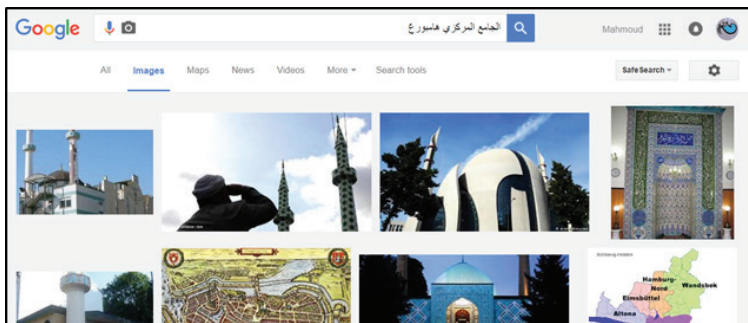 Google
الجامع المركزي هامبورغ
Mahmoud
All Images Maps News Videos More Search tools
SafeSearch
Hamburg-
Nord
Wandsbek
Eimsbüttel
Altona